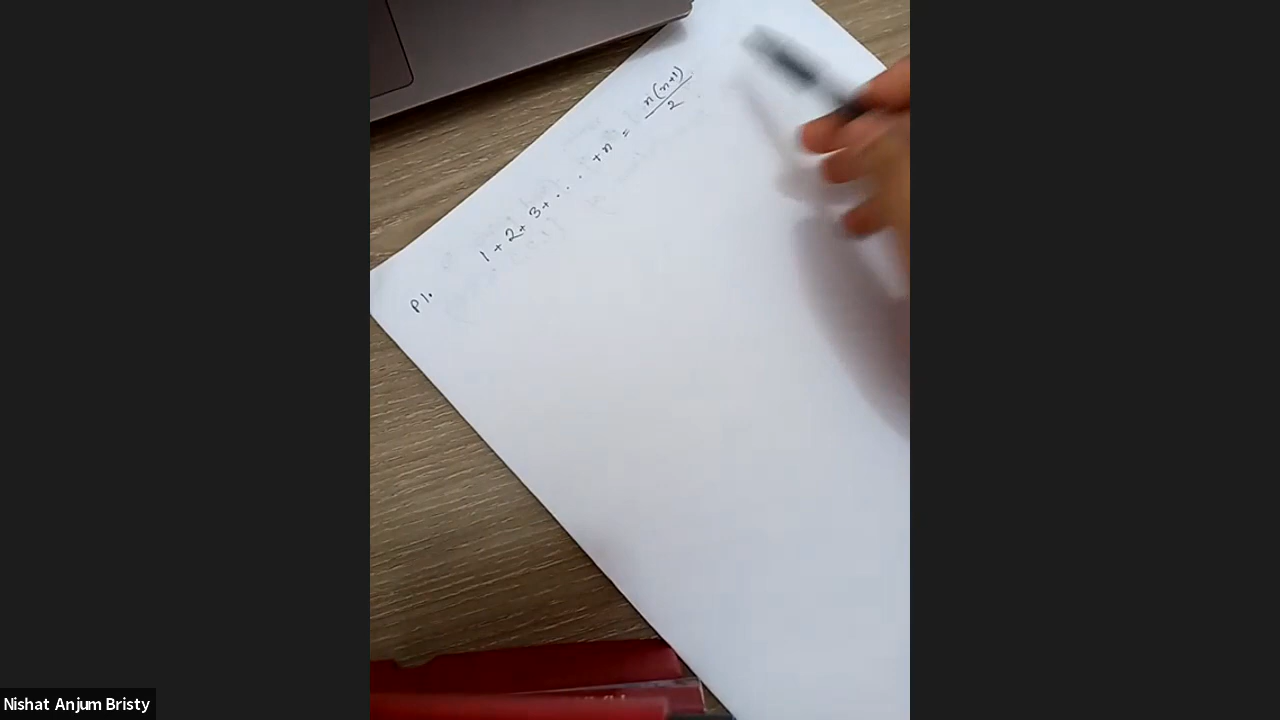 P1. 1 + 2 + 3 + . . . . + n = n(n+1)/2
Nishat Anjum Bristy